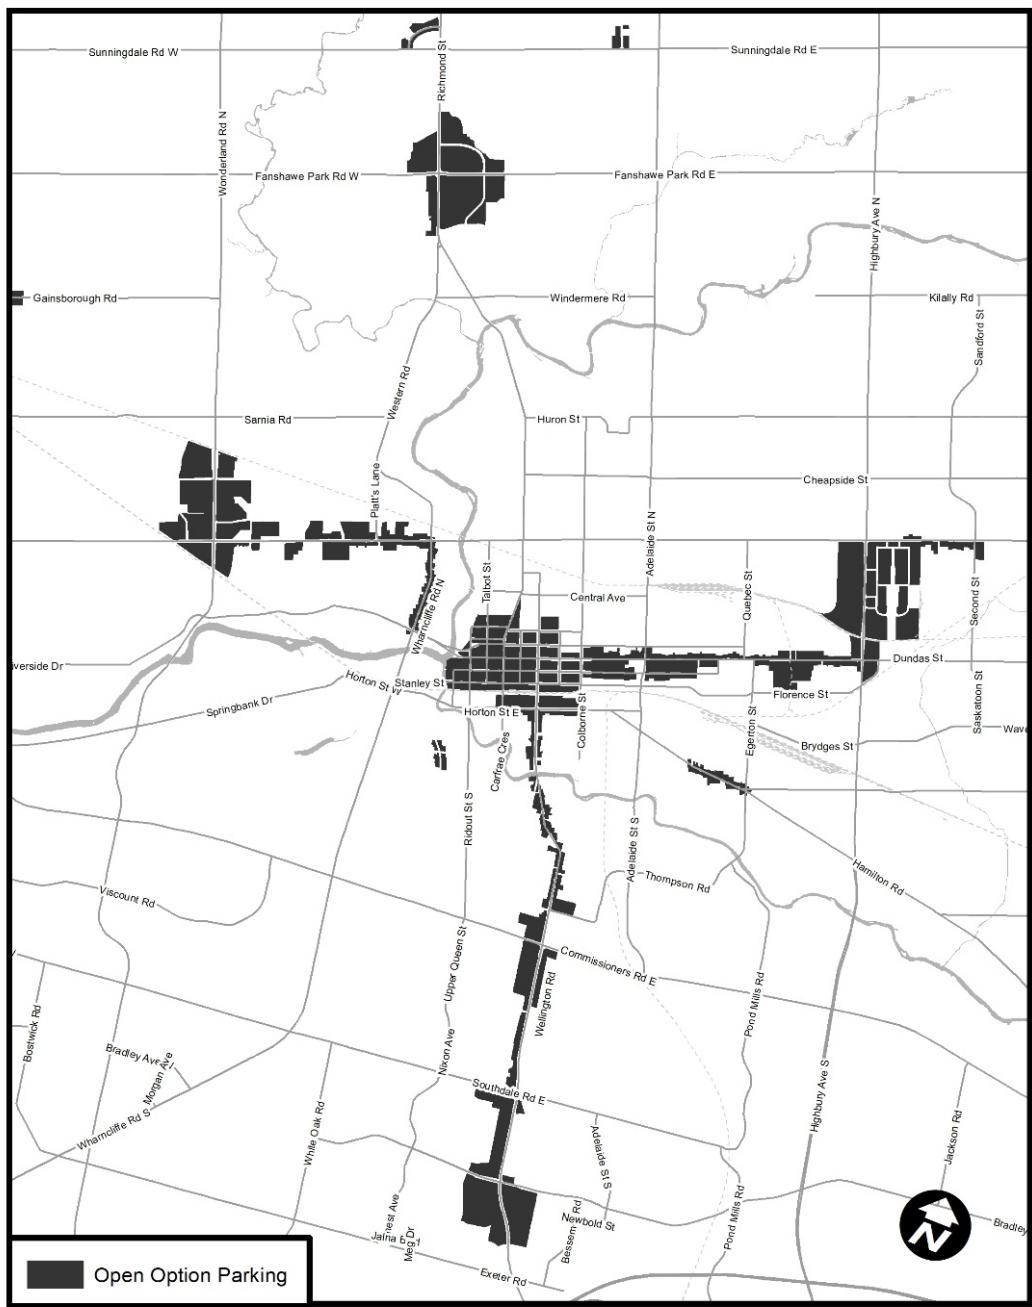 Sunningdale Rd W
Sunningdale Rd E
Richmond St
Wonderland Rd N
Fanshawe Park Rd W
Fanshawe Park Rd E
Highbury Ave N
Gainsborough Rd
Windermere Rd
Kilally Rd
Sandford St
Western Rd
Sarnia Rd
Huron St
Cheapside St
Platt's Lane
Adelaide St N
Talbot St
Quebec St
Central Ave
Second St
Wharncliffe Rd N
iverside Dr
Dundas St
Stanley St
Horton St W
Florence St
Springbank Dr
Horton St E
Colborne St
Saskatoon St
Egerton St
Brydges St
Wav
Carfrae Cres
Ridout St S
Adelaide St S
Thompson Rd
Hamilton Rd
Viscount Rd
Upper Queen St
Commissioners Rd E
Wellington Rd
Pond Mills Rd
Bostwick Rd
Bradley Ave
Morgan Ave
Nixon Ave
Southdale Rd E
Highbury Ave S
Wharncliffe Rd S
White Oak Rd
Adelaide St S
Jackson Rd
Pond Mills Rd
nest Ave
Newbold St
Bessem Rd
Bradley
Jalna B
Meg Dr
Exeter Rd
N
Open Option Parking